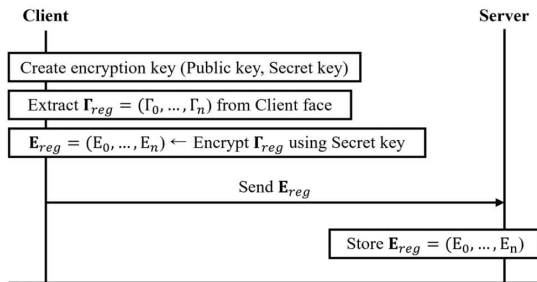 Client
Server
Create encryption key (Public key, Secret key)
Extract 𝚪_reg = (Γ_0, … , Γ_n) from Client face
𝐄_reg = (E_0, … , E_n) ← Encrypt 𝚪_reg using Secret key
Send 𝐄_reg
Store 𝐄_reg = (E_0, … , E_n)